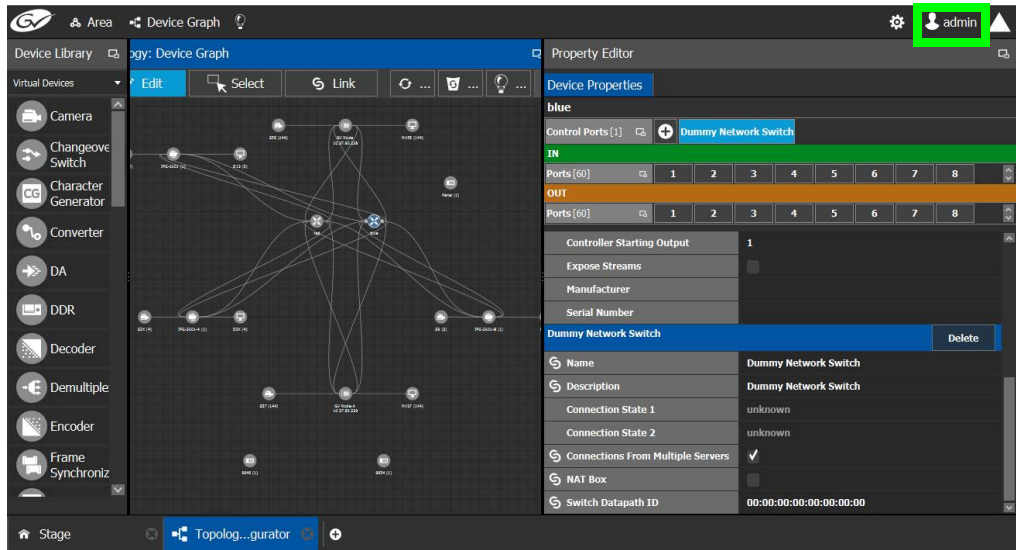 GV Area Device Graph admin
Device Library
ogy: Device Graph
Property Editor
Virtual Devices
Edit Select Link ... ... ...
Camera
Changeove
Switch
CG Character
Generator
Converter
DA
DDR
Decoder
Demultiple
Encoder
Frame
Synchroniz
Device Properties
blue
Control Ports [1] Dummy Network Switch
IN
Ports [60] 1 2 3 4 5 6 7 8
OUT
Ports [60] 1 2 3 4 5 6 7 8
Controller Starting Output 1
Expose Streams
Manufacturer
Serial Number
Dummy Network Switch Delete
Name Dummy Network Switch
Description Dummy Network Switch
Connection State 1 unknown
Connection State 2 unknown
Connections From Multiple Servers
NAT Box
Switch Datapath ID 00:00:00:00:00:00:00:00
Stage Topolog...gurator